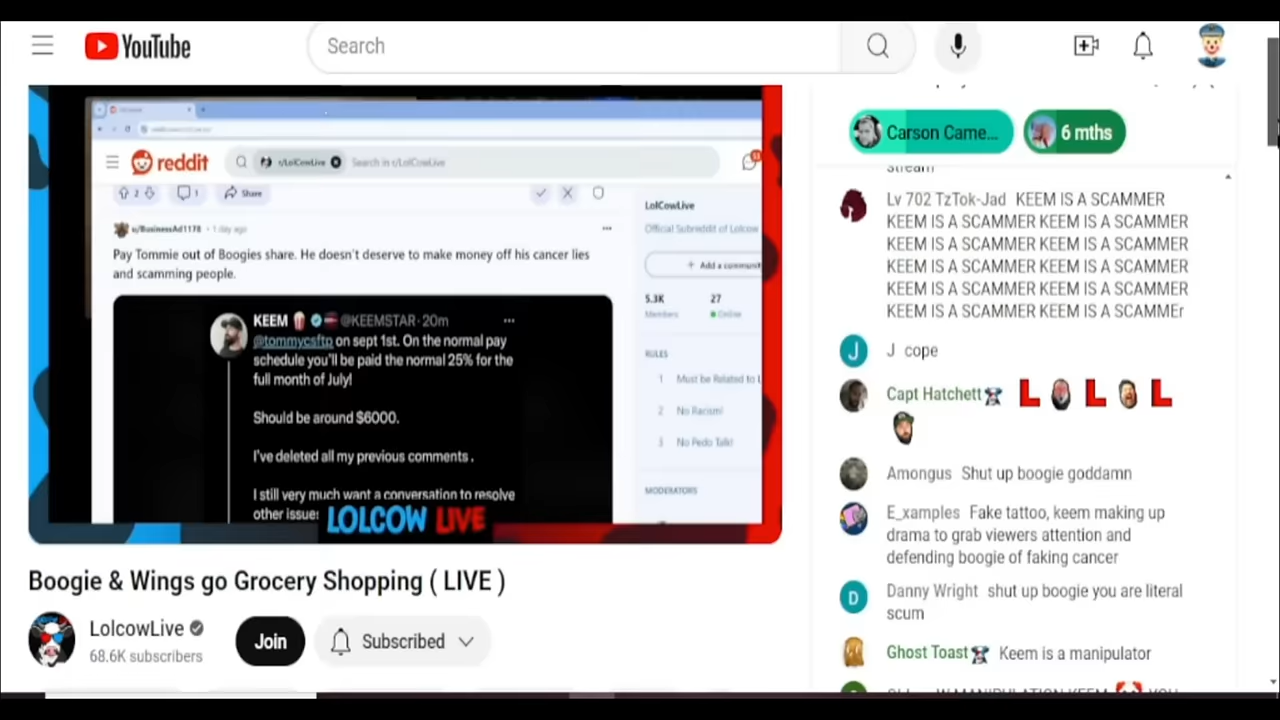 YouTube
Search
reddit
r/LolCowLive
Search in r/LolCowLive
2
1
Share
u/BusinessAd1178 • 1 day ago
Pay Tommie out of Boogies share. He doesn't deserve to make money off his cancer lies
and scamming people.
KEEM @KEEMSTAR · 20m
@tommycsftp on sept 1st. On the normal pay
schedule you'll be paid the normal 25% for the
full month of July!
Should be around $6000.
I've deleted all my previous comments .
I still very much want a conversation to resolve
other issues
LolCowLive
Official Subreddit of Lolcow
+ Add a communi
5.3K
27
Members
Online
RULES
1 Must be Related to L
2 No Racism!
3 No Pedo Talk!
MODERATORS
LOLCOW LIVE
Boogie & Wings go Grocery Shopping ( LIVE )
LolcowLive
68.6K subscribers
Join
Subscribed
Carson Came...
6 mths
stream
Lv 702 TzTok-Jad KEEM IS A SCAMMER
KEEM IS A SCAMMER KEEM IS A SCAMMER
KEEM IS A SCAMMER KEEM IS A SCAMMER
KEEM IS A SCAMMER KEEM IS A SCAMMER
KEEM IS A SCAMMER KEEM IS A SCAMMER
KEEM IS A SCAMMER KEEM IS A SCAMMEr
J J cope
Capt Hatchett L L L
Amongus Shut up boogie goddamn
E_xamples Fake tattoo, keem making up
drama to grab viewers attention and
defending boogie of faking cancer
D Danny Wright shut up boogie you are literal
scum
Ghost Toast Keem is a manipulator
W MANIPULATION KEEM YOU